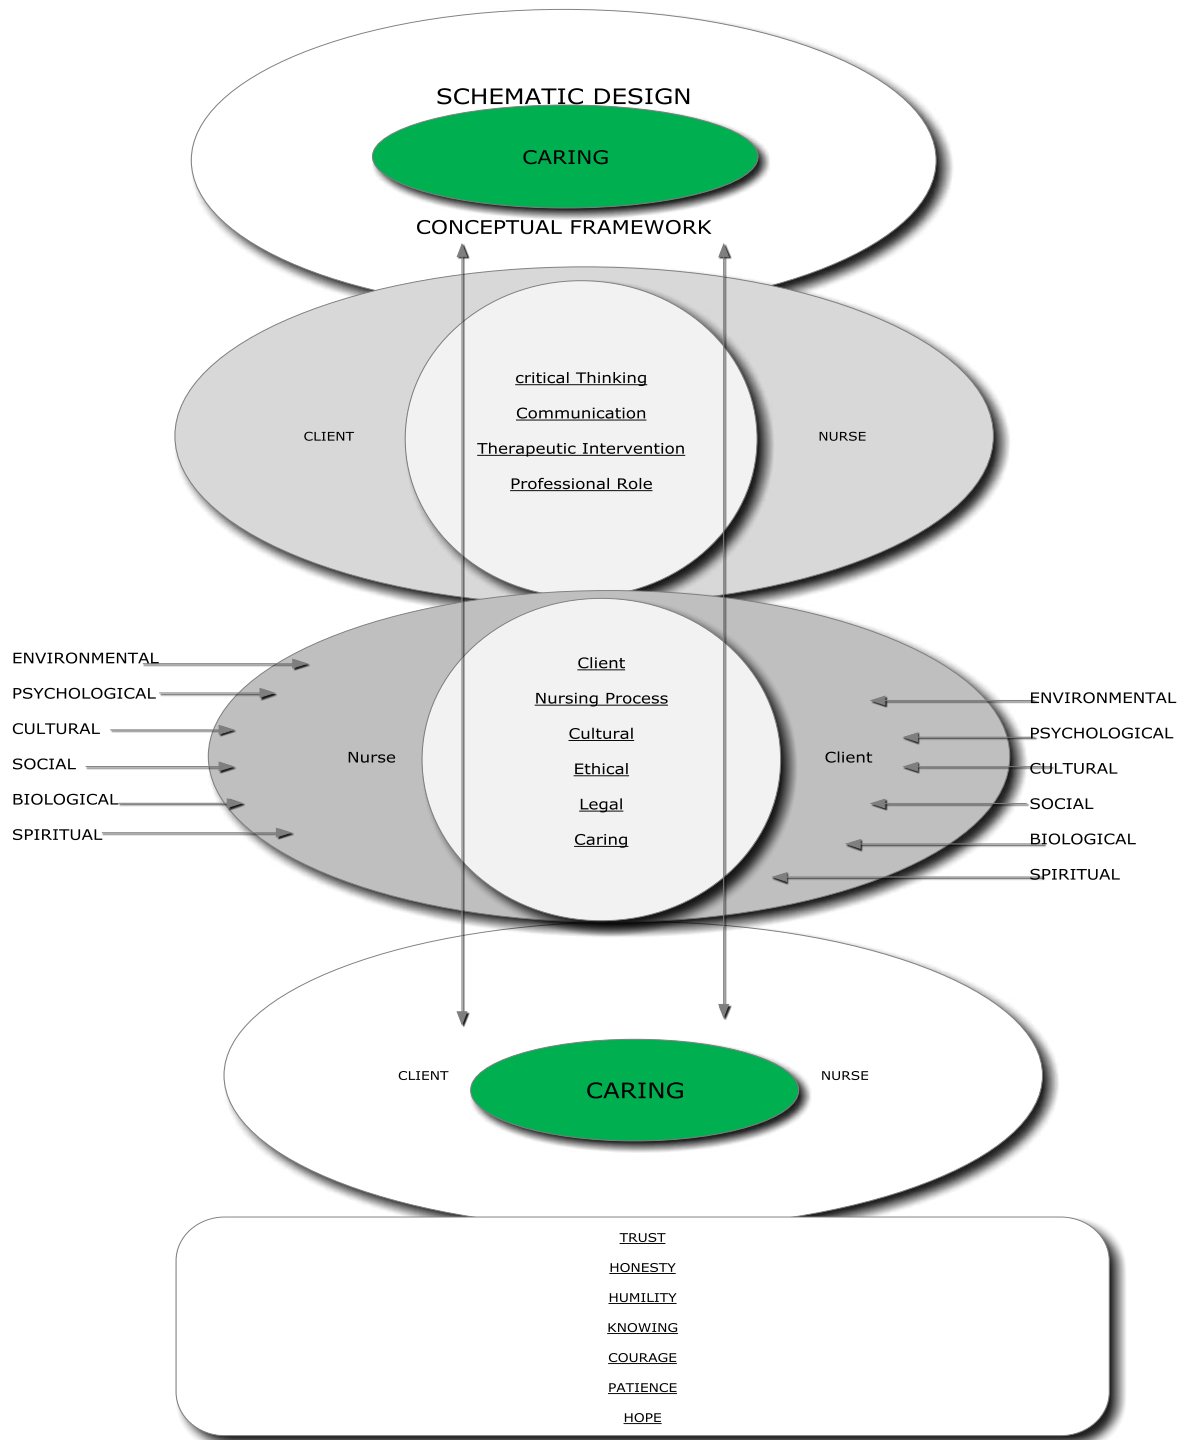 SCHEMATIC DESIGN
CARING
CONCEPTUAL FRAMEWORK
critical Thinking
Communication
CLIENT
NURSE
Therapeutic Intervention
Professional Role
ENVIRONMENTAL
PSYCHOLOGICAL
CULTURAL
SOCIAL
BIOLOGICAL
SPIRITUAL
Nurse
Client
Nursing Process
Cultural
Ethical
Legal
Caring
Client
ENVIRONMENTAL
PSYCHOLOGICAL
CULTURAL
SOCIAL
BIOLOGICAL
SPIRITUAL
CLIENT
CARING
NURSE
TRUST
HONESTY
HUMILITY
KNOWING
COURAGE
PATIENCE
HOPE